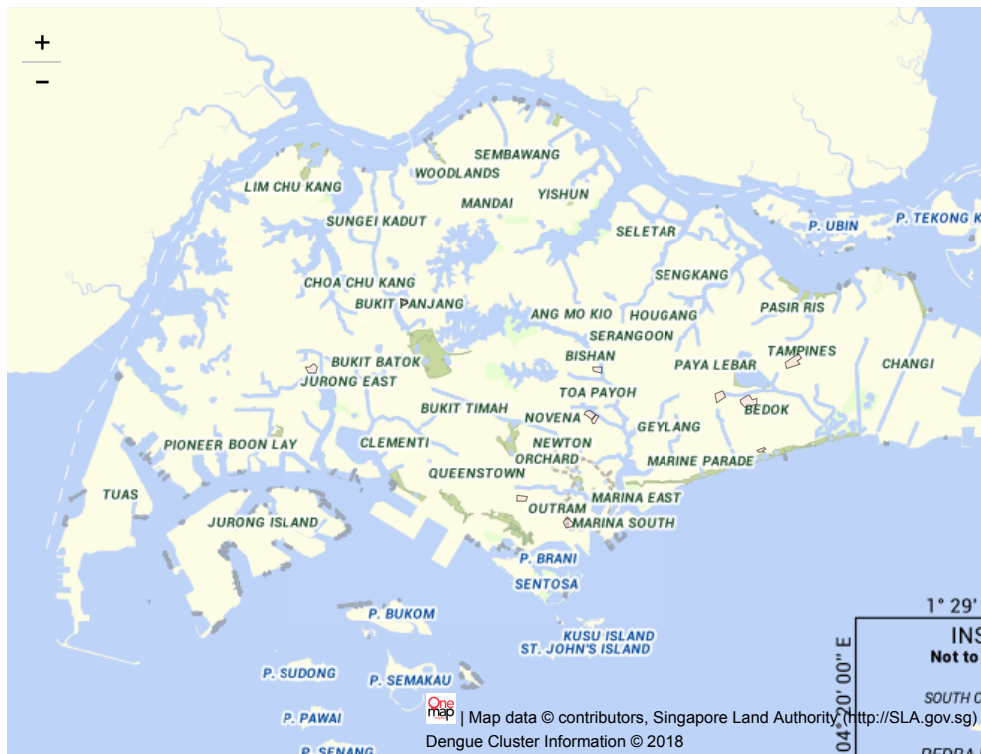 +
−
SEMBAWANG
WOODLANDS
LIM CHU KANG
YISHUN
MANDAI
P. TEKONG K
SUNGEI KADUT
P. UBIN
SELETAR
SENGKANG
CHOA CHU KANG
BUKIT PANJANG
PASIR RIS
ANG MO KIO
HOUGANG
SERANGOON
TAMPINES
BISHAN
BUKIT BATOK
PAYA LEBAR
CHANGI
JURONG EAST
TOA PAYOH
BUKIT TIMAH
BEDOK
NOVENA
GEYLANG
PIONEER
BOON LAY
CLEMENTI
NEWTON
ORCHARD
MARINE PARADE
QUEENSTOWN
TUAS
MARINA EAST
OUTRAM
JURONG ISLAND
MARINA SOUTH
P. BRANI
SENTOSA
1° 29'
P. BUKOM
INS
KUSU ISLAND
ST. JOHN'S ISLAND
Not to
P. SUDONG
P. SEMAKAU
SOUTH C
04° 20' 00" E
P. PAWAI
One
map
| Map data © contributors, Singapore Land Authority (http://SLA.gov.sg)
Dengue Cluster Information © 2018
P. SENANG
PEDRA